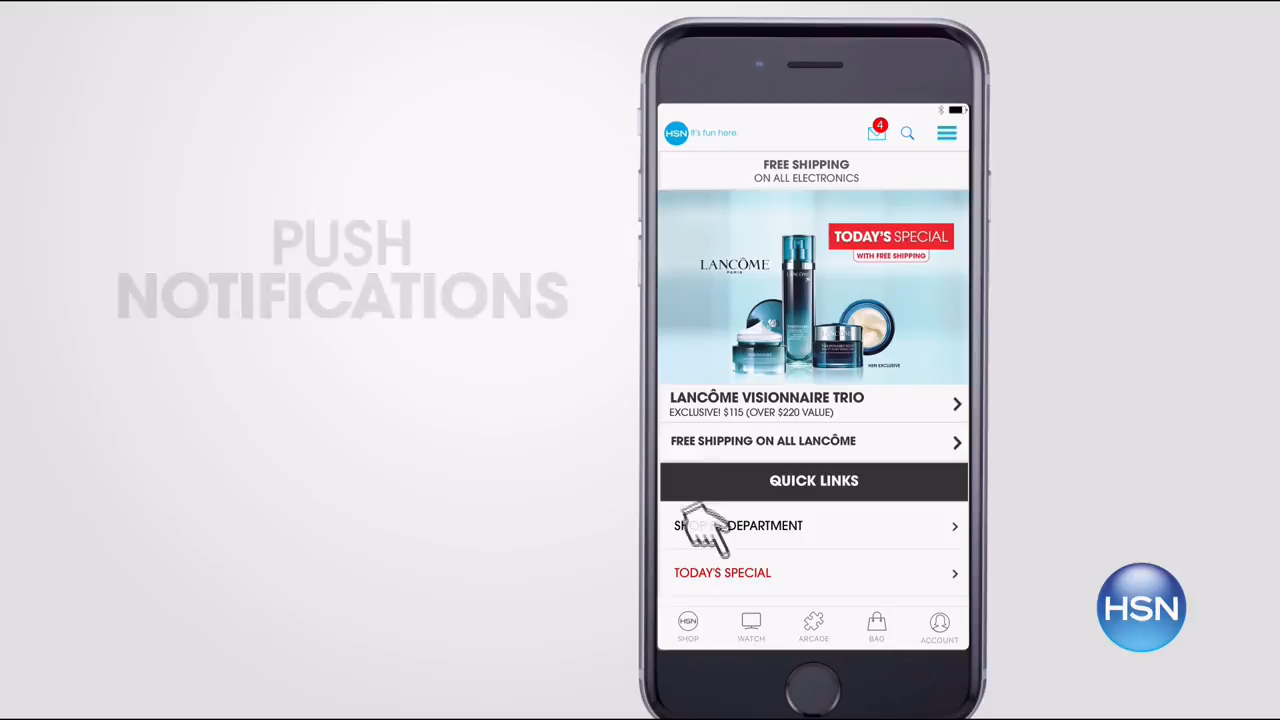 PUSH
NOTIFICATIONS
HSN it's fun here.
4
FREE SHIPPING
ON ALL ELECTRONICS
TODAY'S SPECIAL
WITH FREE SHIPPING
LANCÔME
PARIS
HSN EXCLUSIVE
LANCÔME VISIONNAIRE TRIO
EXCLUSIVE! $115 (OVER $220 VALUE)
FREE SHIPPING ON ALL LANCÔME
QUICK LINKS
SHOP DEPARTMENT
TODAY'S SPECIAL
HSN
SHOP
WATCH
ARCADE
BAG
ACCOUNT
HSN